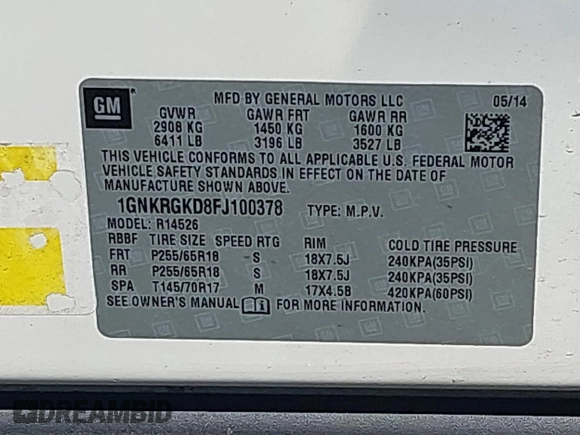 GM
MFD BY GENERAL MOTORS LLC 05/14
GVWR GAWR FRT GAWR RR
2908 KG 1450 KG 1600 KG
6411 LB 3196 LB 3527 LB
THIS VEHICLE CONFORMS TO ALL APPLICABLE U.S. FEDERAL MOTOR
VEHICLE SAFETY STANDARDS IN EFFECT ON THE DATE OF
MANUFACTURE SHOWN ABOVE.
1GNKRGKD8FJ100378 TYPE: M.P.V.
MODEL: R14526
RBBF TIRE SIZE SPEED RTG RIM COLD TIRE PRESSURE
FRT P255/65R18 S 18X7.5J 240KPA(35PSI)
RR P255/65R18 S 18X7.5J 240KPA(35PSI)
SPA T145/70R17 M 17X4.5B 420KPA(60PSI)
SEE OWNER'S MANUAL FOR MORE INFORMATION.
DREAMBID